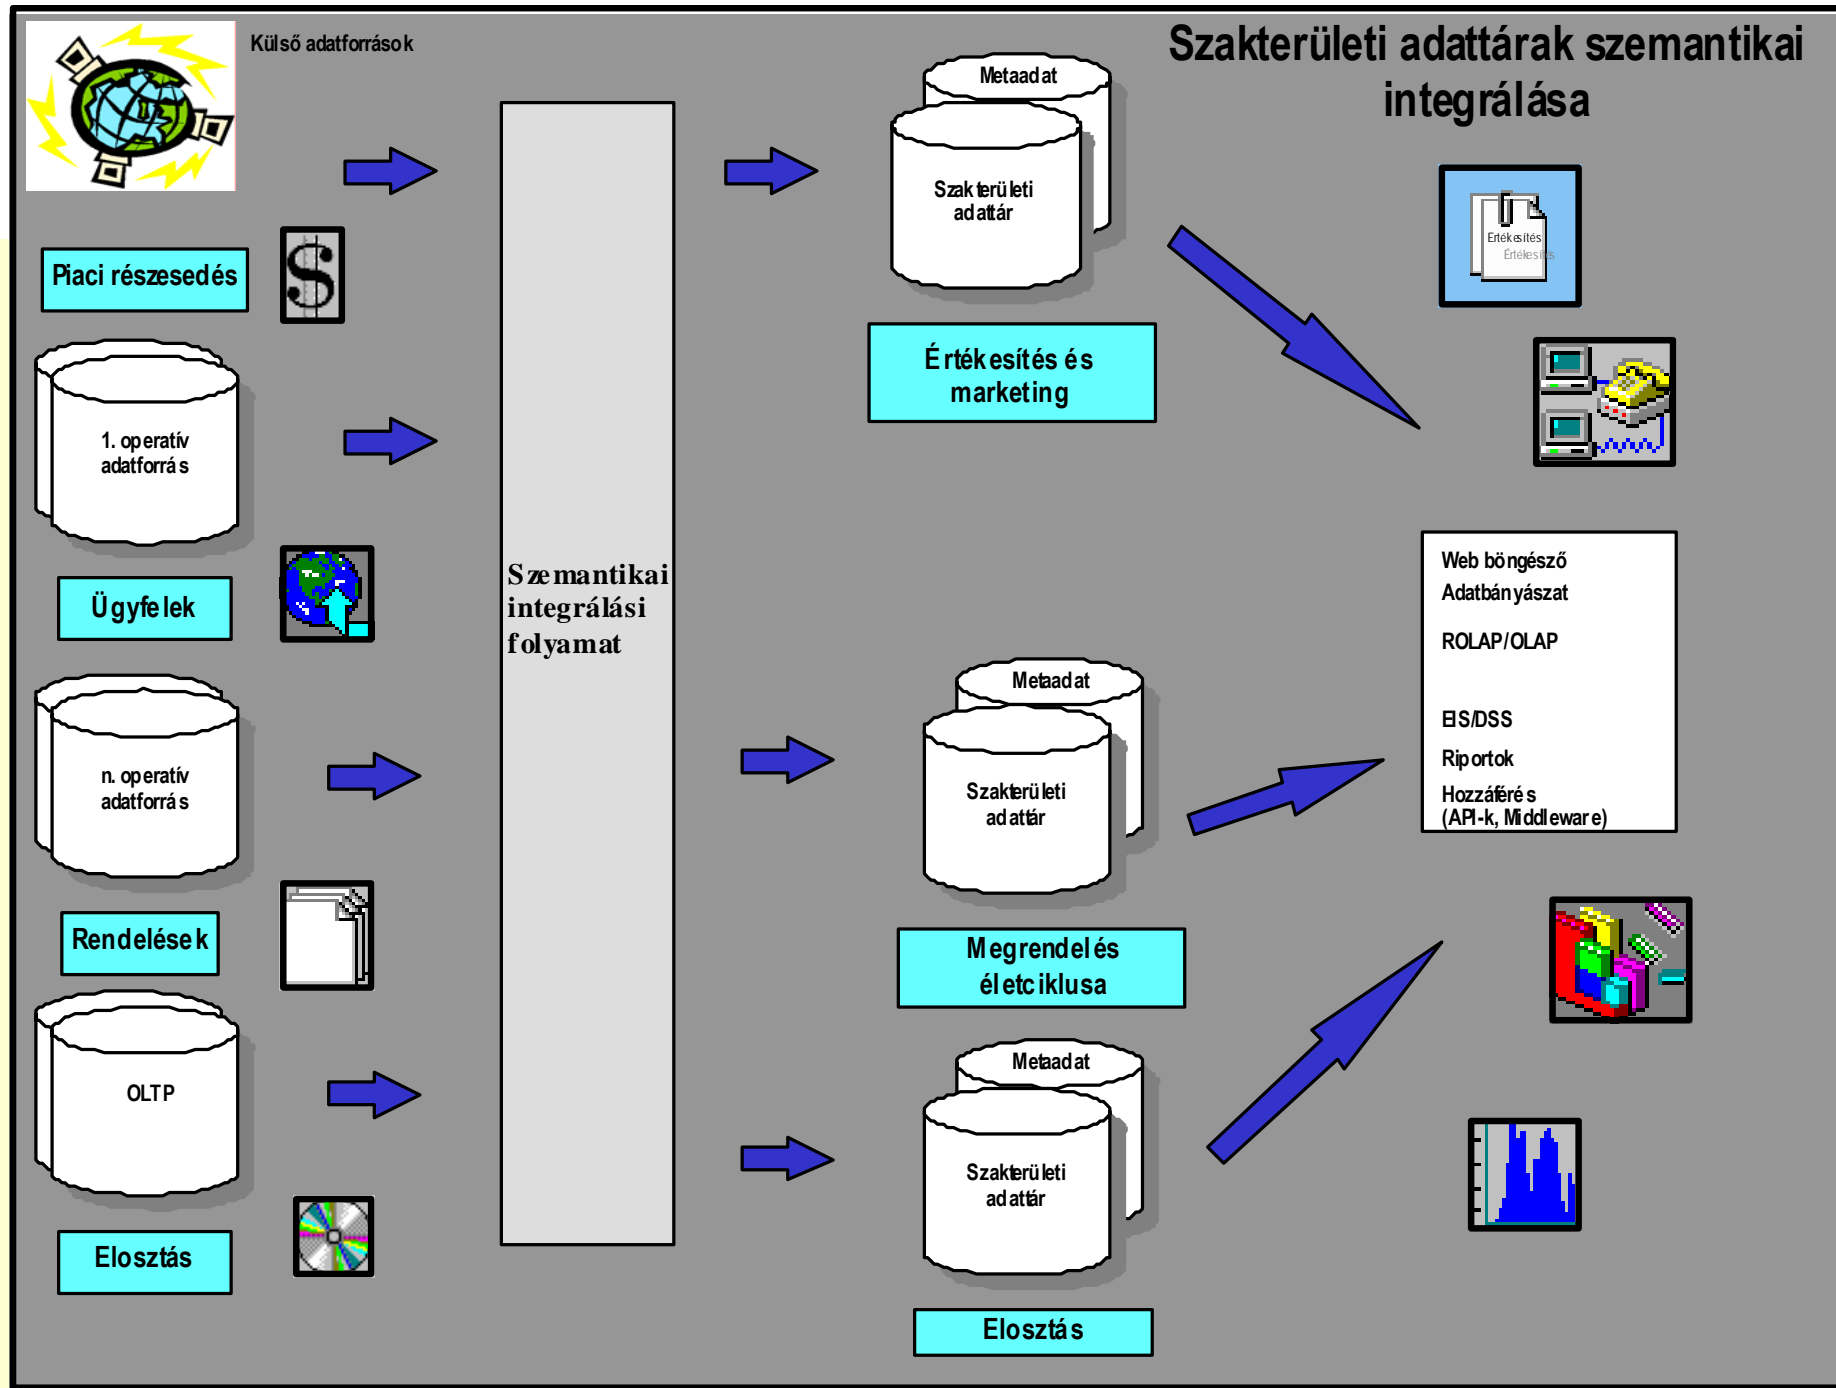 Külső adatforrások
Szakterületi adattárak szemantikai
integrálása
Piaci részesedés
1. operatív
adatforrás
Ügyfelek
n. operatív
adatforrás
Rendelések
OLTP
Elosztás
Szemantikai
integrálási
folyamat
Metaadat
Szakterületi
adattár
Értékesítés és
marketing
Metaadat
Szakterületi
adattár
Megrendelés
életciklusa
Metaadat
Szakterületi
adattár
Elosztás
Értékesítés
Értékesítés
Web böngésző
Adatbányászat
ROLAP/OLAP
EIS/DSS
Riportok
Hozzáférés
(API-k, Middleware)